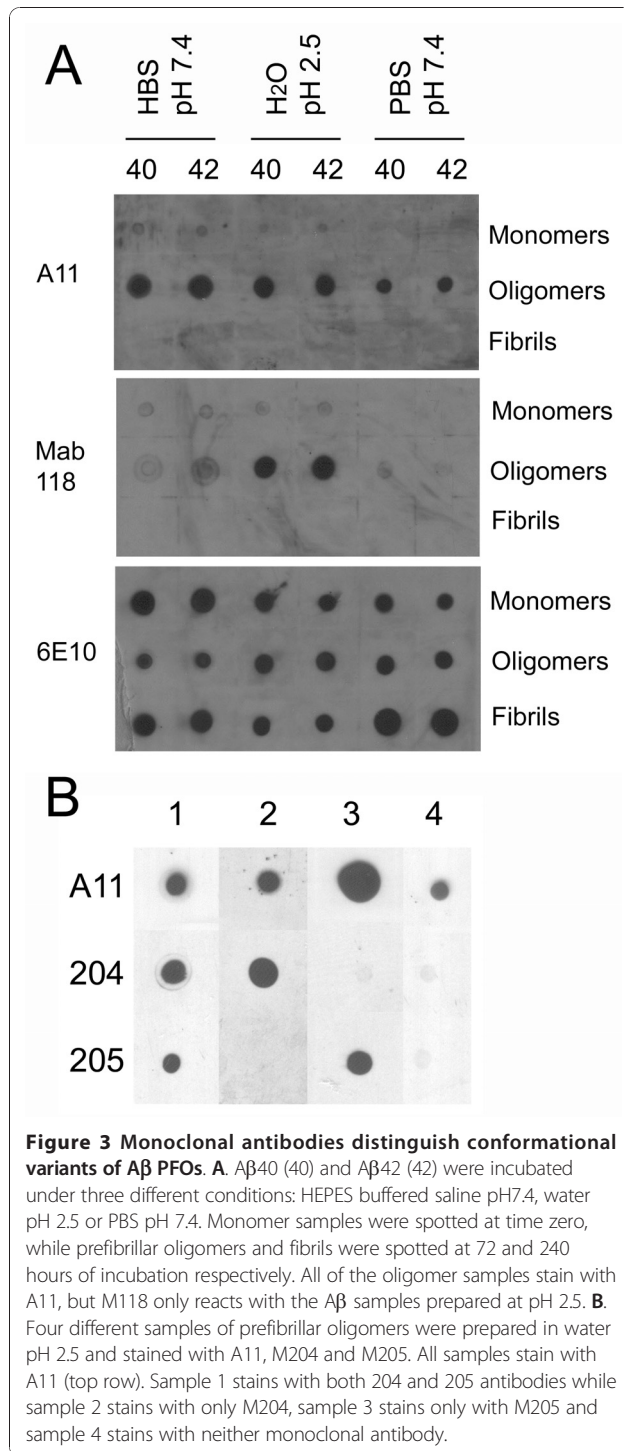 A
HBS pH 7.4
H2O pH 2.5
PBS pH 7.4
40 42 40 42 40 42
A11
Monomers
Oligomers
Fibrils
Mab 118
Monomers
Oligomers
Fibrils
6E10
Monomers
Oligomers
Fibrils
B
1 2 3 4
A11
204
205
Figure 3 Monoclonal antibodies distinguish conformational
variants of Aβ PFOs. A. Aβ40 (40) and Aβ42 (42) were incubated
under three different conditions: HEPES buffered saline pH7.4, water
pH 2.5 or PBS pH 7.4. Monomer samples were spotted at time zero,
while prefibrillar oligomers and fibrils were spotted at 72 and 240
hours of incubation respectively. All of the oligomer samples stain with
A11, but M118 only reacts with the Aβ samples prepared at pH 2.5. B.
Four different samples of prefibrillar oligomers were prepared in water
pH 2.5 and stained with A11, M204 and M205. All samples stain with
A11 (top row). Sample 1 stains with both 204 and 205 antibodies while
sample 2 stains with only M204, sample 3 stains only with M205 and
sample 4 stains with neither monoclonal antibody.